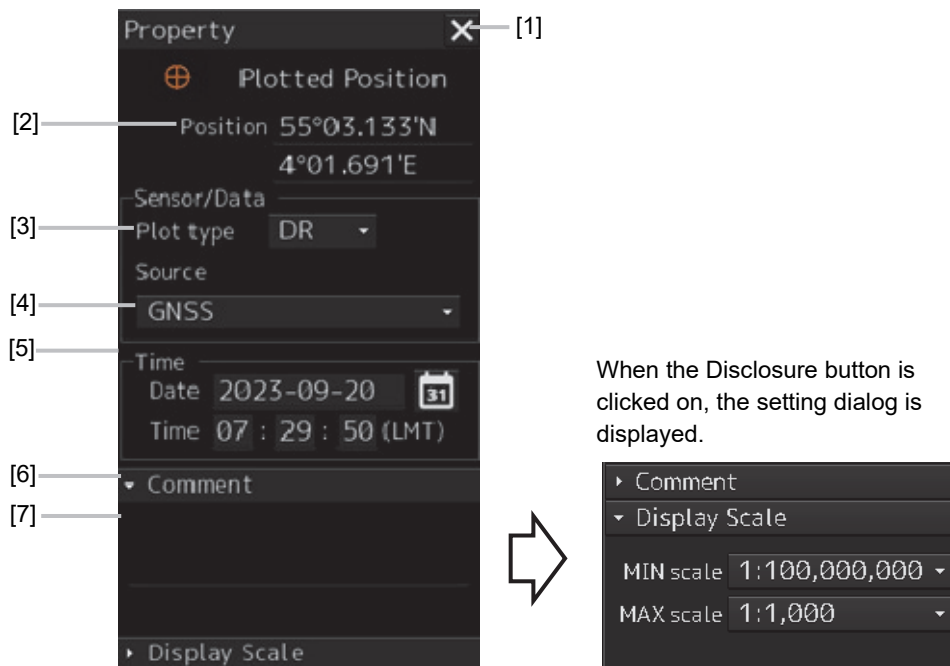 Property
[1]
Plotted Position
[2]
Position 55°03.133'N
4°01.691'E
Sensor/Data
[3]
Plot type DR
Source
[4]
GNSS
[5]
Time
Date 2023-09-20 31
Time 07 : 29 : 50 (LMT)
[6]
Comment
[7]
Display Scale
When the Disclosure button is
clicked on, the setting dialog is
displayed.
Comment
Display Scale
MIN scale 1:100,000,000
MAX scale 1:1,000